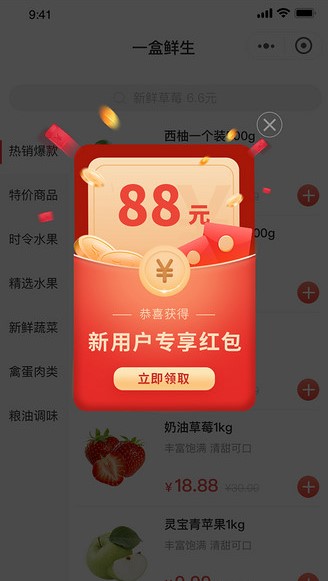 9:41
一盒鲜生
新鲜草莓 6.6元
西柚一个装
00g
热销爆款
特价商品
88元
时令水果
00g
精选水果
¥
恭喜获得
新鲜蔬菜
新用户专享红包
禽蛋肉类
立即领取
粮油调味
奶油草莓1kg
丰富饱满 清甜可口
¥18.88 ¥30.00
灵宝青苹果1kg
丰富饱满 清甜可口